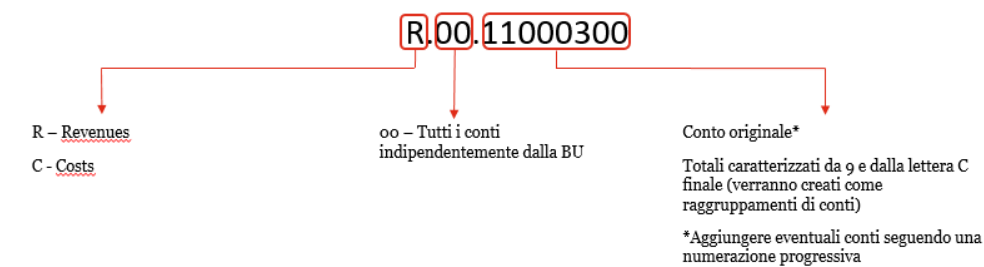 R.00.11000300
R – Revenues
C - Costs
00 – Tutti i conti
indipendentemente dalla BU
Conto originale*
Totali caratterizzati da 9 e dalla lettera C
finale (verranno creati come
raggruppamenti di conti)
*Aggiungere eventuali conti seguendo una
numerazione progressiva